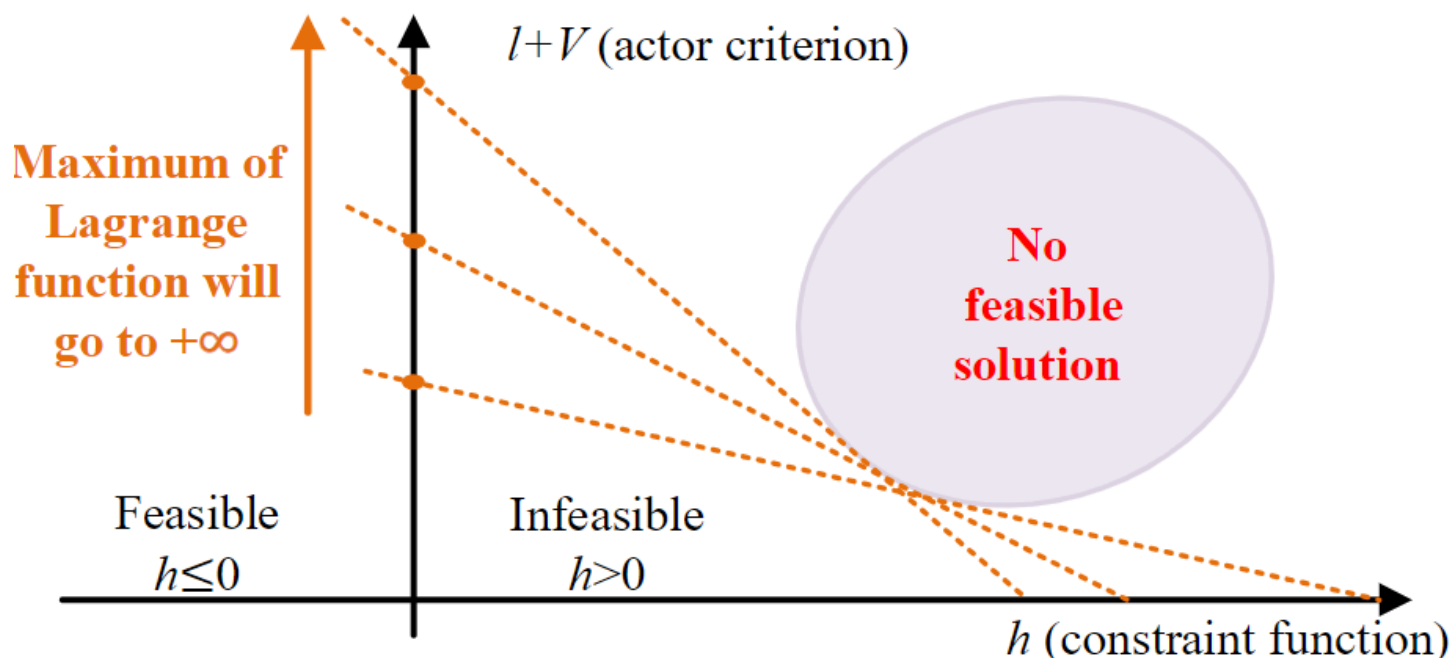 l+V (actor criterion)
Maximum of
Lagrange
function will
go to +∞
No
feasible
solution
Feasible
h≤0
Infeasible
h>0
h (constraint function)